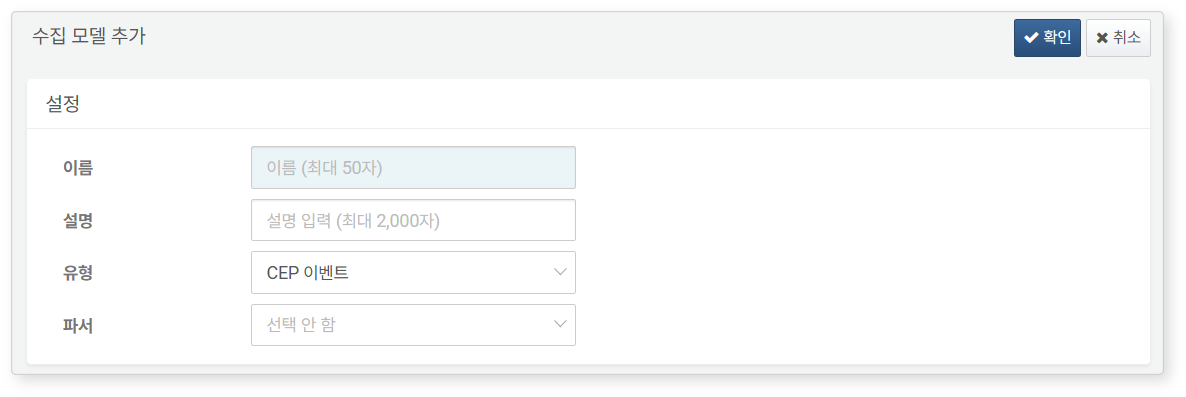 수집 모델 추가
확인 취소
설정
이름 이름 (최대 50자)
설명 설명 입력 (최대 2,000자)
유형 CEP 이벤트
파서 선택 안 함